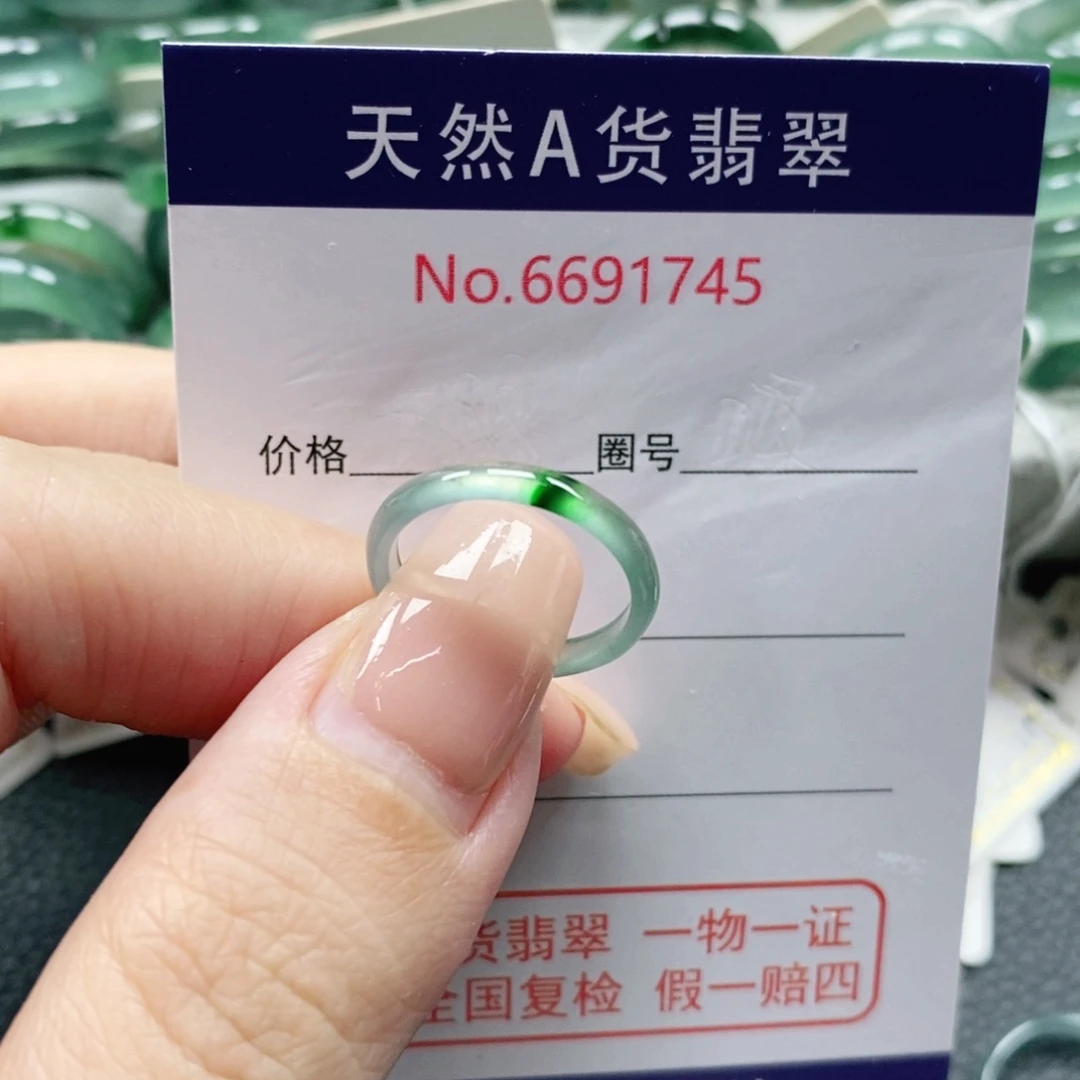 天然A货翡翠
No.6691745
价格 圈号
货翡翠 一物一证
全国复检 假一赔四